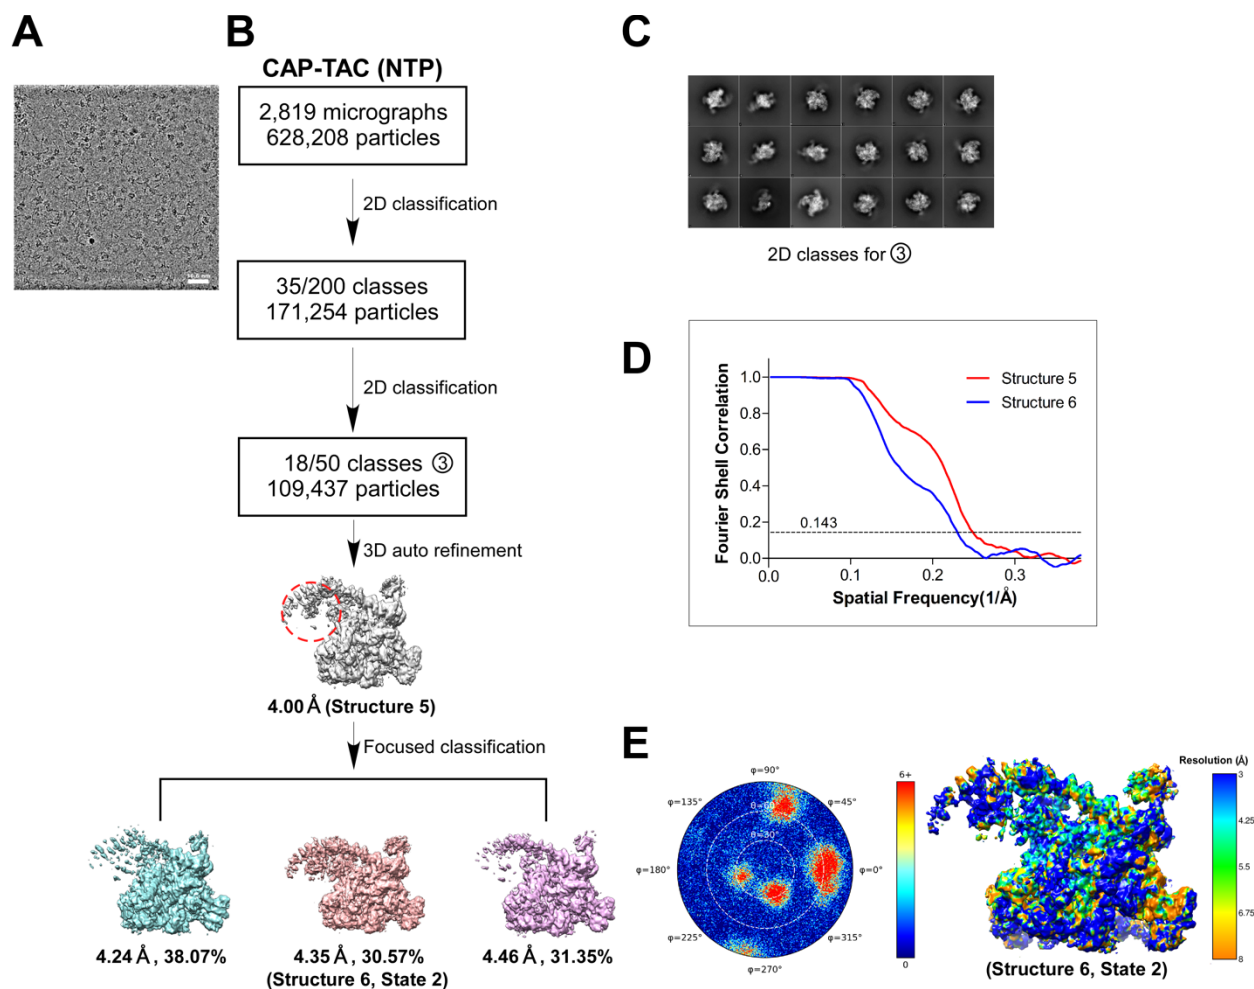 A
B
CAP-TAC (NTP)
2,819 micrographs
628,208 particles
2D classification
35/200 classes
171,254 particles
2D classification
18/50 classes ③
109,437 particles
3D auto refinement
4.00 Å (Structure 5)
Focused classification
4.24 Å , 38.07%
4.35 Å , 30.57%
(Structure 6, State 2)
4.46 Å , 31.35%
C
2D classes for ③
D
Fourier Shell Correlation
1.0
0.8
0.6
0.4
0.2
0.0
0.143
Structure 5
Structure 6
0.0
0.1
0.2
0.3
Spatial Frequency(1/Å)
E
φ=90°
φ=135°
φ=45°
φ=180°
φ=0°
φ=225°
φ=315°
φ=270°
6+
0
Resolution (Å)
3
4.25
5.5
6.75
8
(Structure 6, State 2)